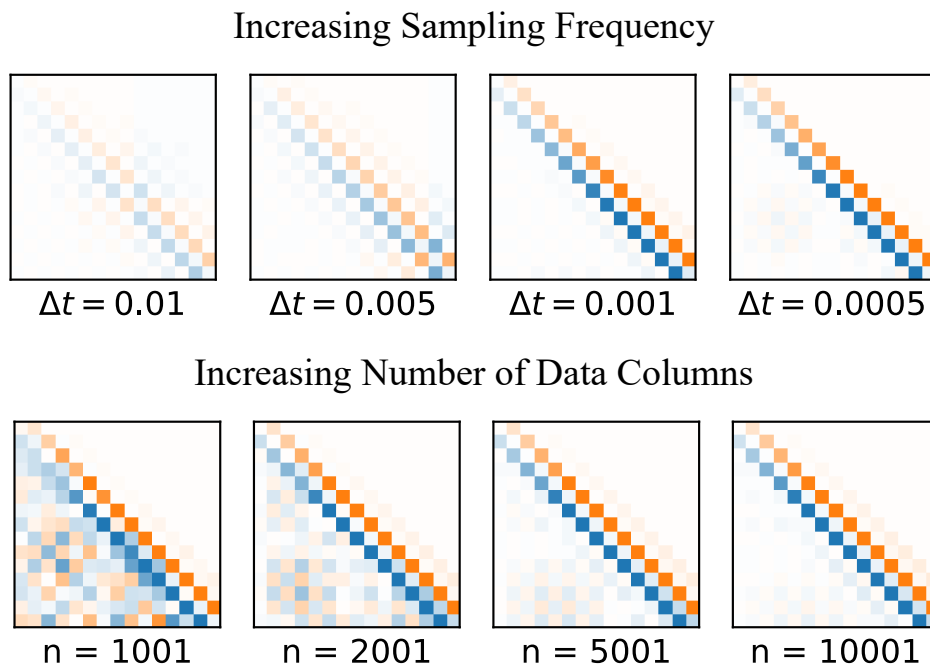 Increasing Sampling Frequency
Δt = 0.01 Δt = 0.005 Δt = 0.001 Δt = 0.0005
Increasing Number of Data Columns
n = 1001 n = 2001 n = 5001 n = 10001